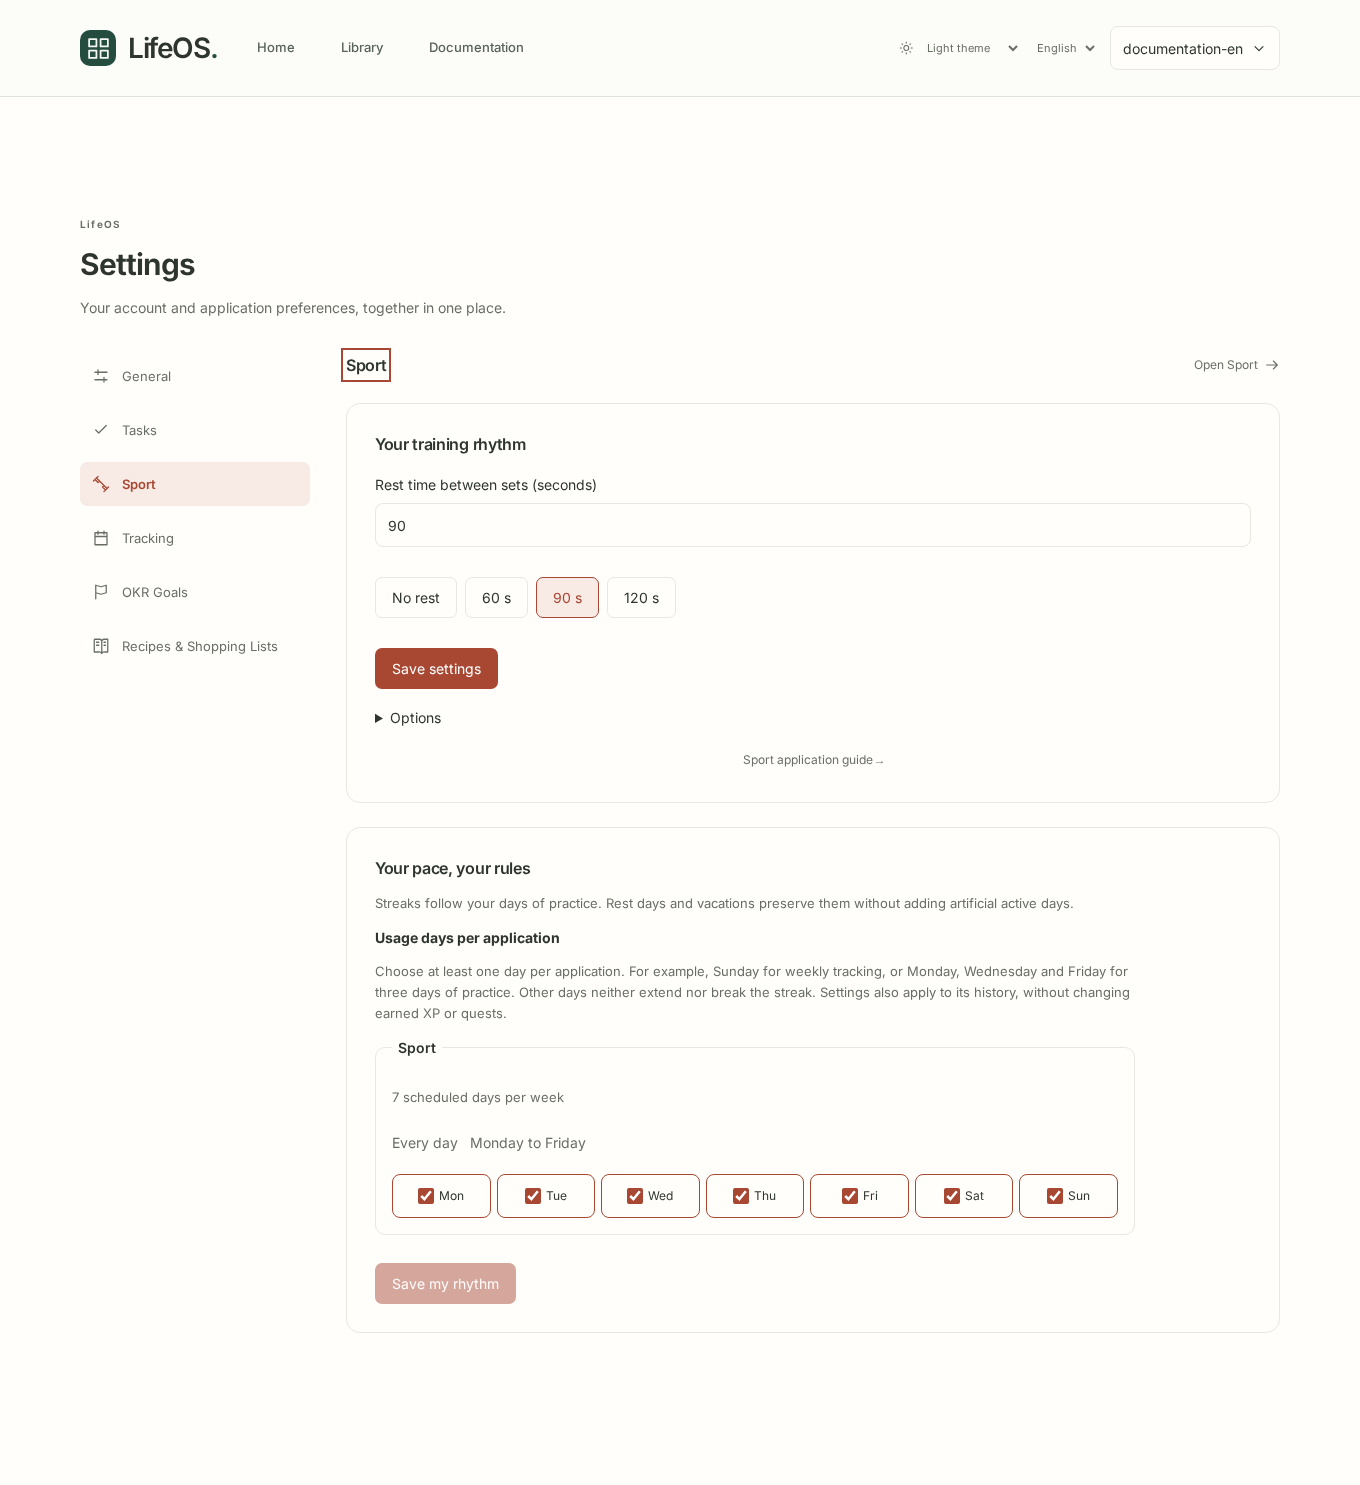 LifeOS.
Home
Library
Documentation
Light theme
English
documentation-en
LifeOS
Settings
Your account and application preferences, together in one place.
General
Tasks
Sport
Tracking
OKR Goals
Recipes & Shopping Lists
Sport
Open Sport →
Your training rhythm
Rest time between sets (seconds)
90
No rest
60 s
90 s
120 s
Save settings
Options
Sport application guide→
Your pace, your rules
Streaks follow your days of practice. Rest days and vacations preserve them without adding artificial active days.
Usage days per application
Choose at least one day per application. For example, Sunday for weekly tracking, or Monday, Wednesday and Friday for
three days of practice. Other days neither extend nor break the streak. Settings also apply to its history, without changing
earned XP or quests.
Sport
7 scheduled days per week
Every day
Monday to Friday
Mon
Tue
Wed
Thu
Fri
Sat
Sun
Save my rhythm